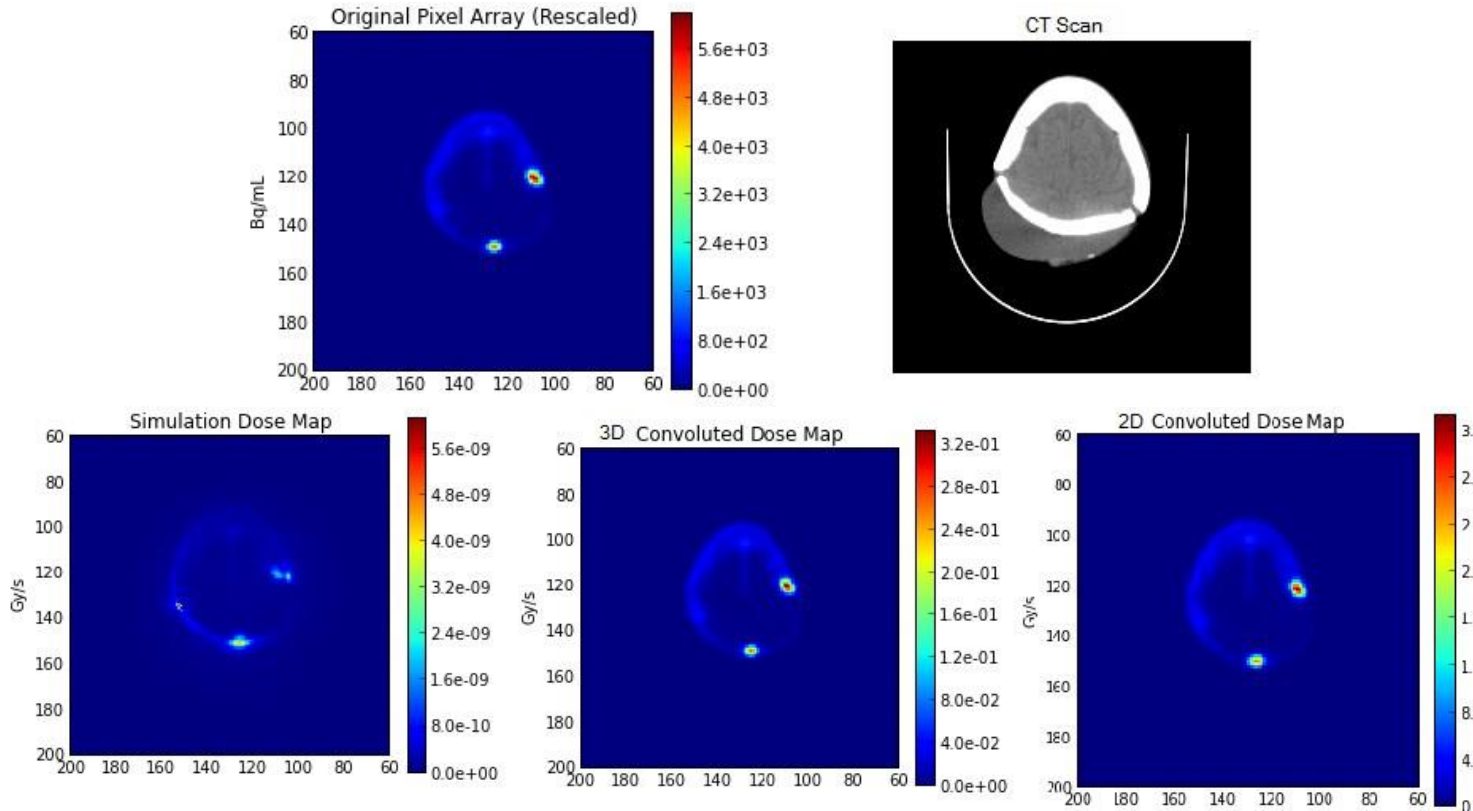 Original Pixel Array (Rescaled)
60
80
100
120
140
160
180
200
Bq/mL
200 180 160 140 120 100 80 60
5.6e+03
4.8e+03
4.0e+03
3.2e+03
2.4e+03
1.6e+03
8.0e+02
0.0e+00
CT Scan
Simulation Dose Map
60
80
100
120
140
160
180
200
Gy/s
200 180 160 140 120 100 80 60
5.6e-09
4.8e-09
4.0e-09
3.2e-09
2.4e-09
1.6e-09
8.0e-10
0.0e+00
3D Convoluted Dose Map
60
80
100
120
140
160
180
200
Gy/s
200 180 160 140 120 100 80 60
3.2e-01
2.8e-01
2.4e-01
2.0e-01
1.6e-01
1.2e-01
8.0e-02
4.0e-02
0.0e+00
2D Convoluted Dose Map
60
80
100
120
140
160
180
200
Gy/s
200 180 160 140 120 100 80 60
3.
2.
2.
2.
1.
1.
8.
4.